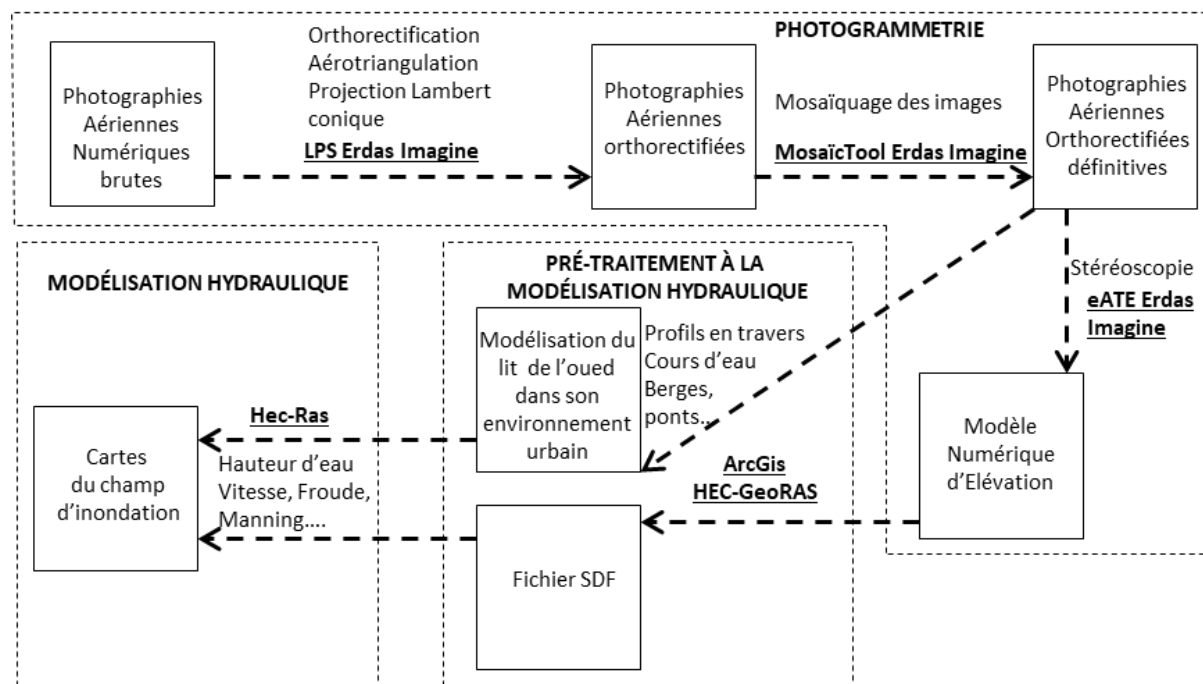 PHOTOGRAMMETRIE
Photographies
Aériennes
Numériques
brutes
Orthorectification
Aérotriangulation
Projection Lambert
conique
LPS Erdas Imagine
Photographies
Aériennes
orthorectifiées
Mosaïquage des images
MosaïcTool Erdas Imagine
Photographies
Aériennes
Orthorectifiées
définitives
Stéréoscopie
eATE Erdas
Imagine
Modèle
Numérique
d'Elévation
PRÉ-TRAITEMENT À LA
MODÉLISATION HYDRAULIQUE
Modélisation du
lit de l'oued
dans son
environnement
urbain
Profils en travers
Cours d'eau
Berges,
ponts...
ArcGis
HEC-GeoRAS
Fichier SDF
MODÉLISATION HYDRAULIQUE
Hec-Ras
Hauteur d'eau
Vitesse, Froude,
Manning....
Cartes
du champ
d'inondation